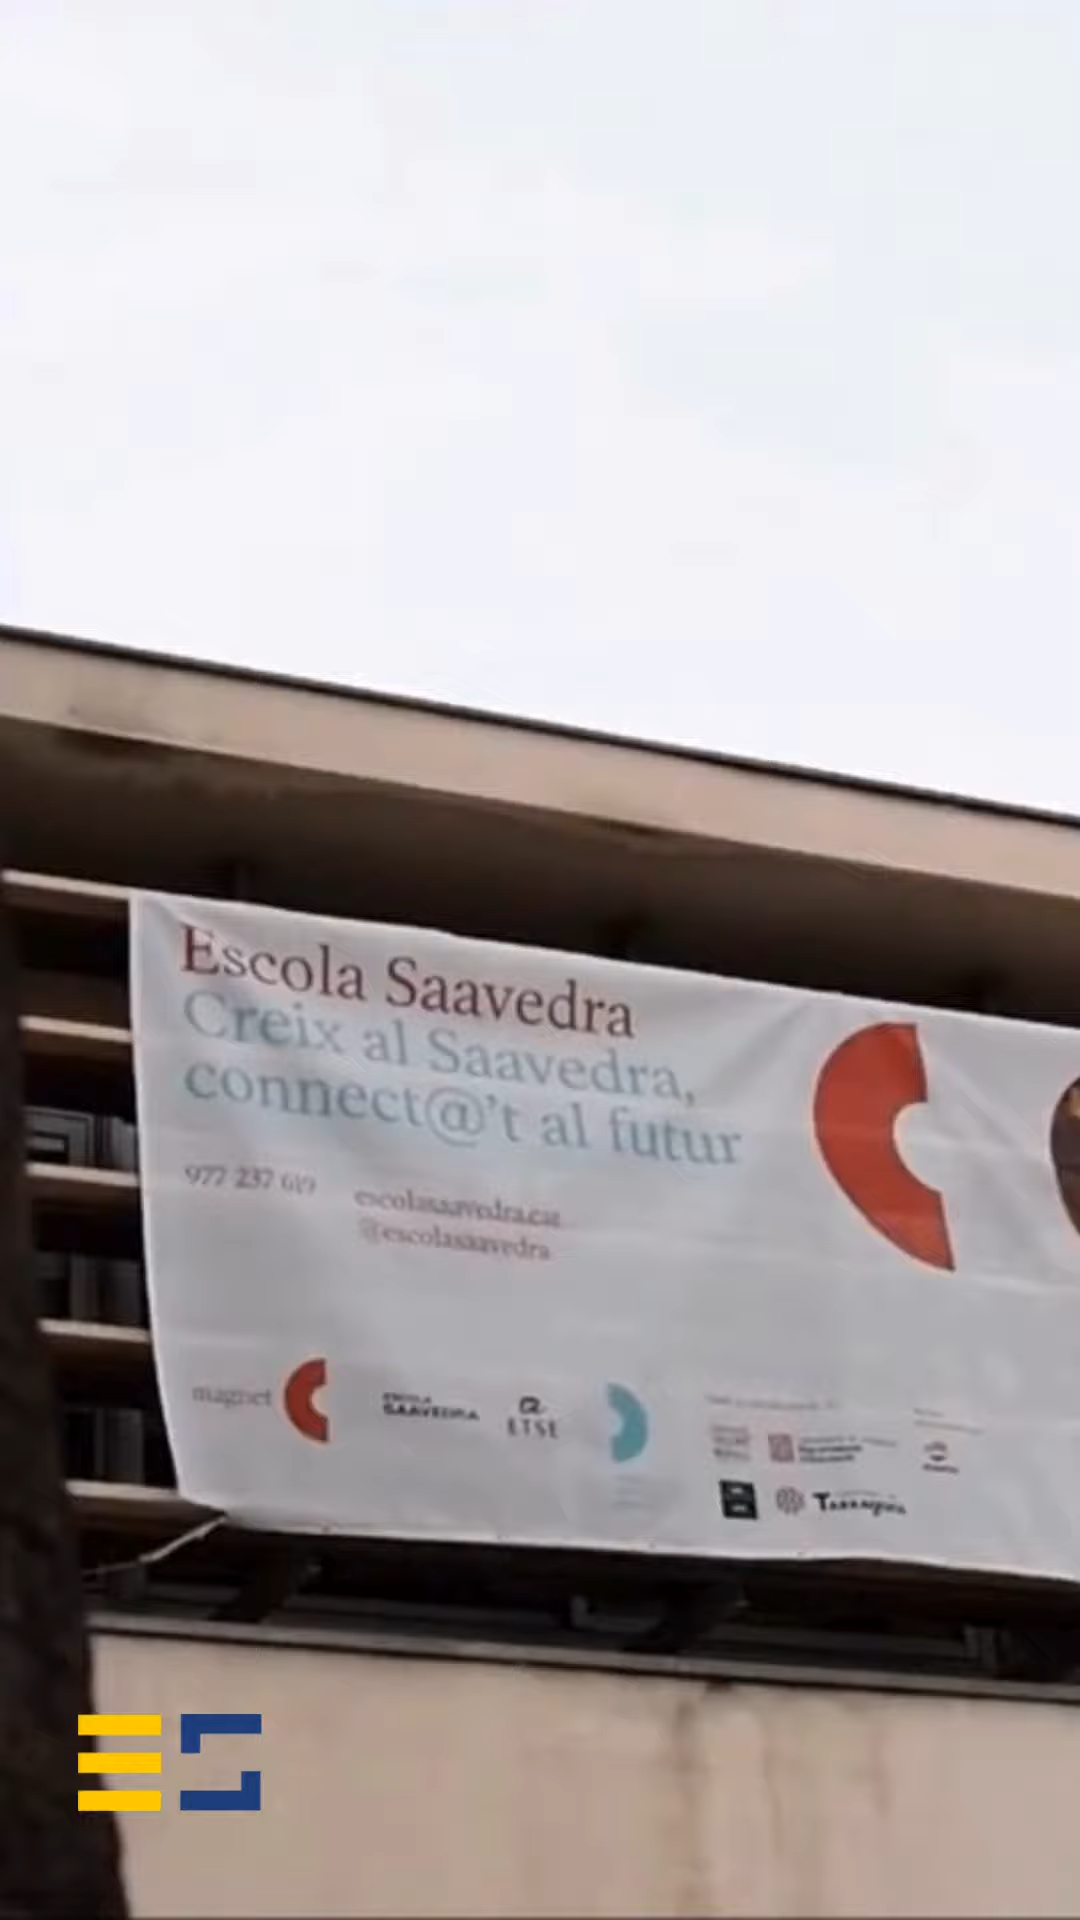 Escola Saavedra
Creix al Saavedra,
connect@'t al futur
977 237 619
escolasaavedra.cat
@escolasaavedra
magnet
ESCOLA
SAAVEDRA
ETSE
Tarragona
ES